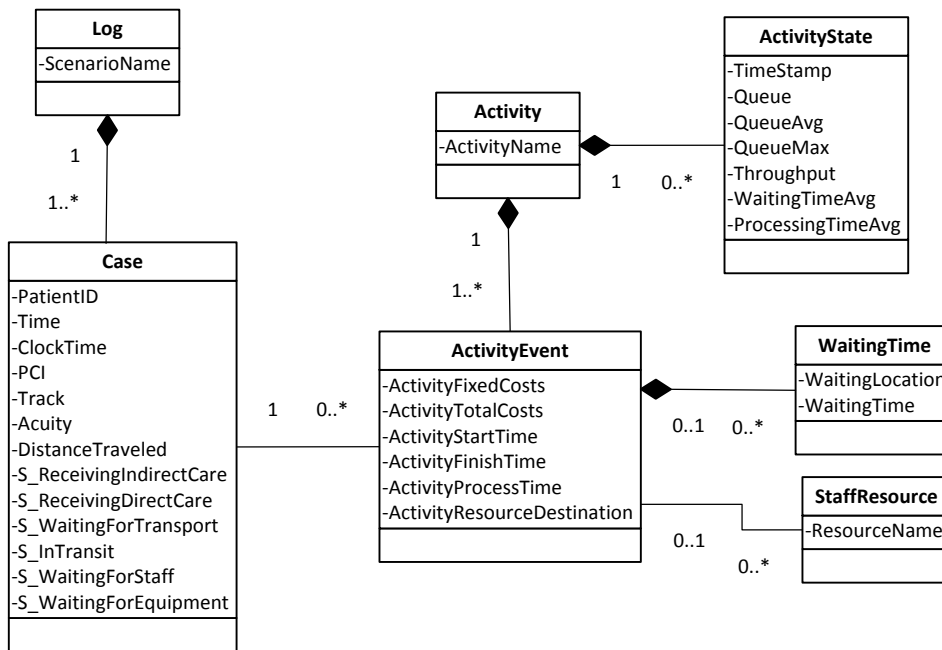 Log
-ScenarioName
1
1..*
Case
-PatientID
-Time
-ClockTime
-PCI
-Track
-Acuity
-DistanceTraveled
-S_ReceivingIndirectCare
-S_ReceivingDirectCare
-S_WaitingForTransport
-S_InTransit
-S_WaitingForStaff
-S_WaitingForEquipment
1
0..*
Activity
-ActivityName
1
0..*
1
1..*
ActivityState
-TimeStamp
-Queue
-QueueAvg
-QueueMax
-Throughput
-WaitingTimeAvg
-ProcessingTimeAvg
ActivityEvent
-ActivityFixedCosts
-ActivityTotalCosts
-ActivityStartTime
-ActivityFinishTime
-ActivityProcessTime
-ActivityResourceDestination
0..1
0..*
WaitingTime
-WaitingLocation
-WaitingTime
0..1
0..*
StaffResource
-ResourceName